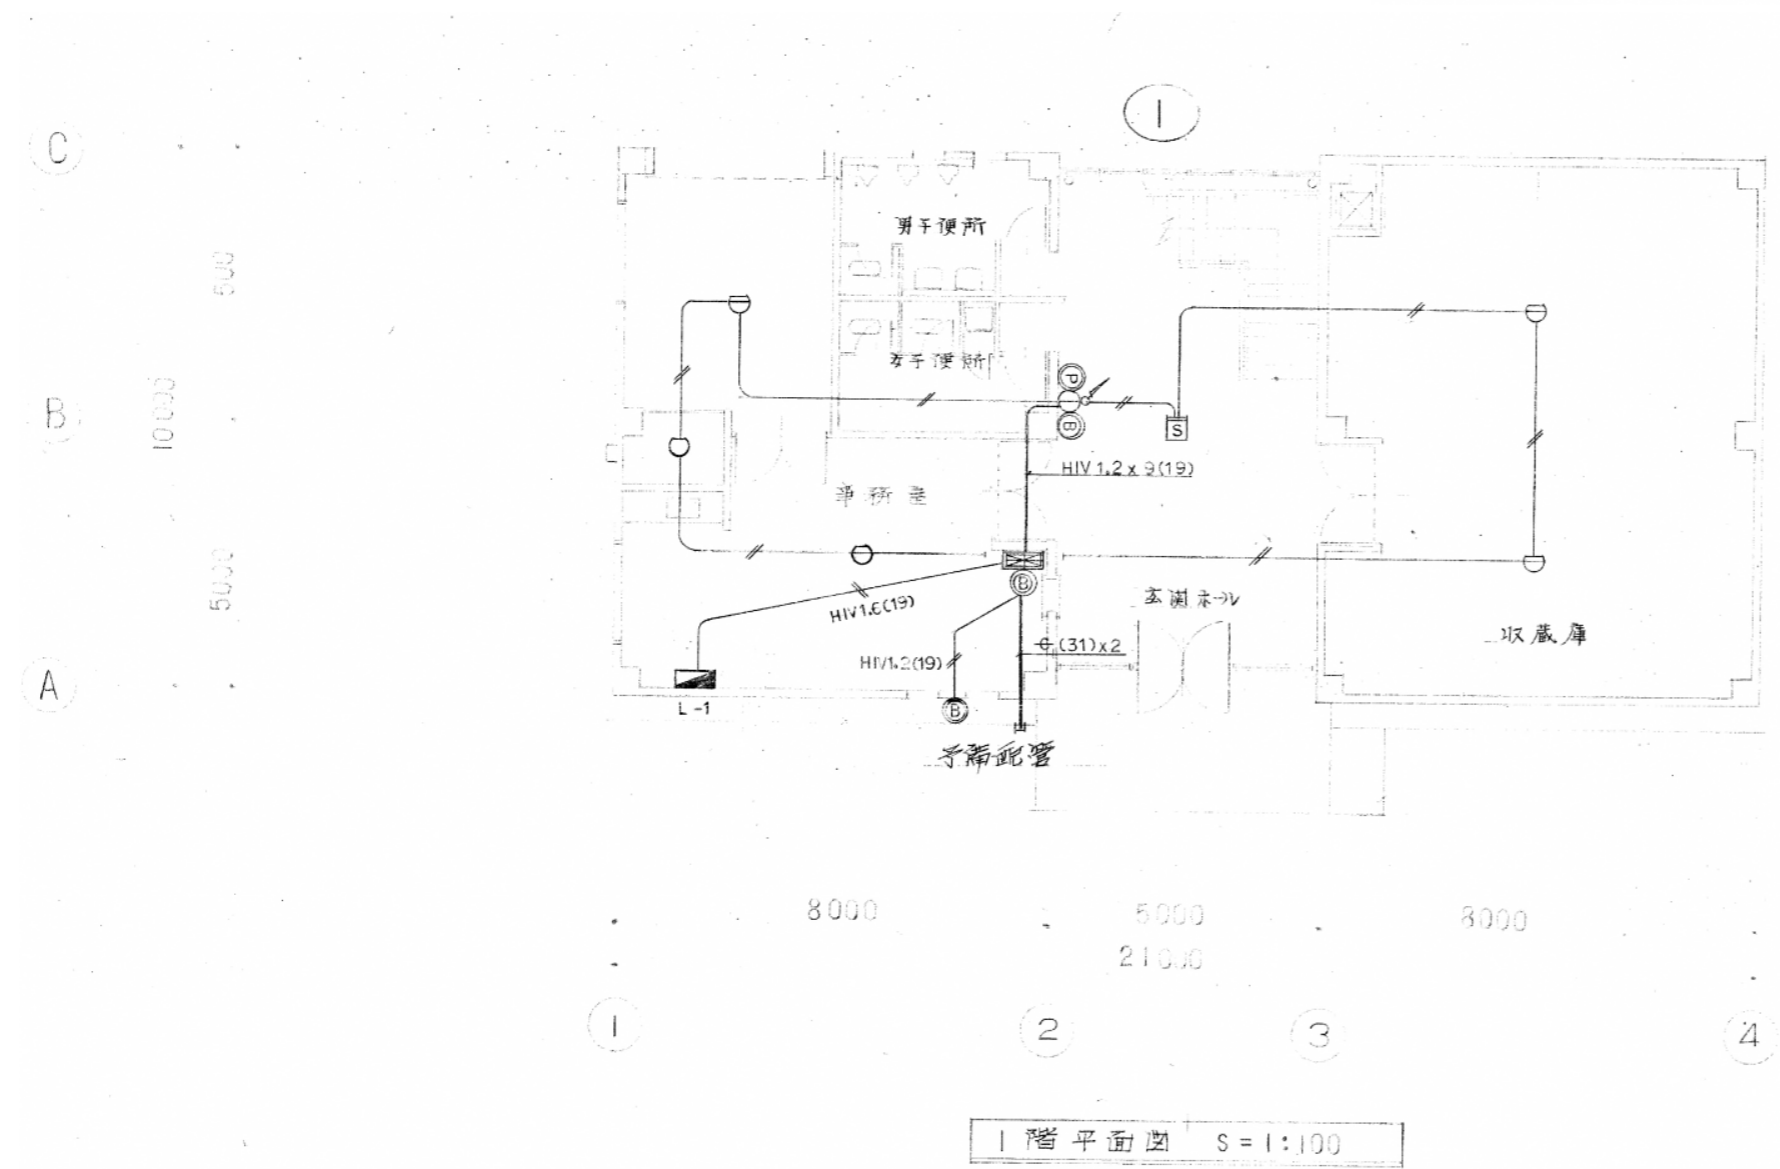 1
C
男子便所
500
女子便所
P
B
10000
B
S
HIV 1.2 x 9(19)
事務室
5000
B
HIV1.6(19)
玄関ホール
収蔵庫
(31)x2
HIV1.2(19)
A
L-1
B
予備配管
8000
5000
8000
21000
1
2
3
4
1階平面図 S=1:100